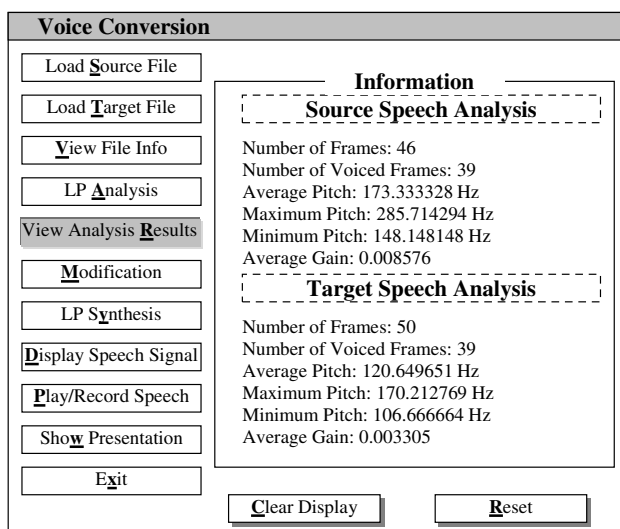 Voice Conversion
Load Source File
Load Target File
View File Info
LP Analysis
View Analysis Results
Modification
LP Synthesis
Display Speech Signal
Play/Record Speech
Show Presentation
Exit
Information
Source Speech Analysis
Number of Frames: 46
Number of Voiced Frames: 39
Average Pitch: 173.333328 Hz
Maximum Pitch: 285.714294 Hz
Minimum Pitch: 148.148148 Hz
Average Gain: 0.008576
Target Speech Analysis
Number of Frames: 50
Number of Voiced Frames: 39
Average Pitch: 120.649651 Hz
Maximum Pitch: 170.212769 Hz
Minimum Pitch: 106.666664 Hz
Average Gain: 0.003305
Clear Display
Reset